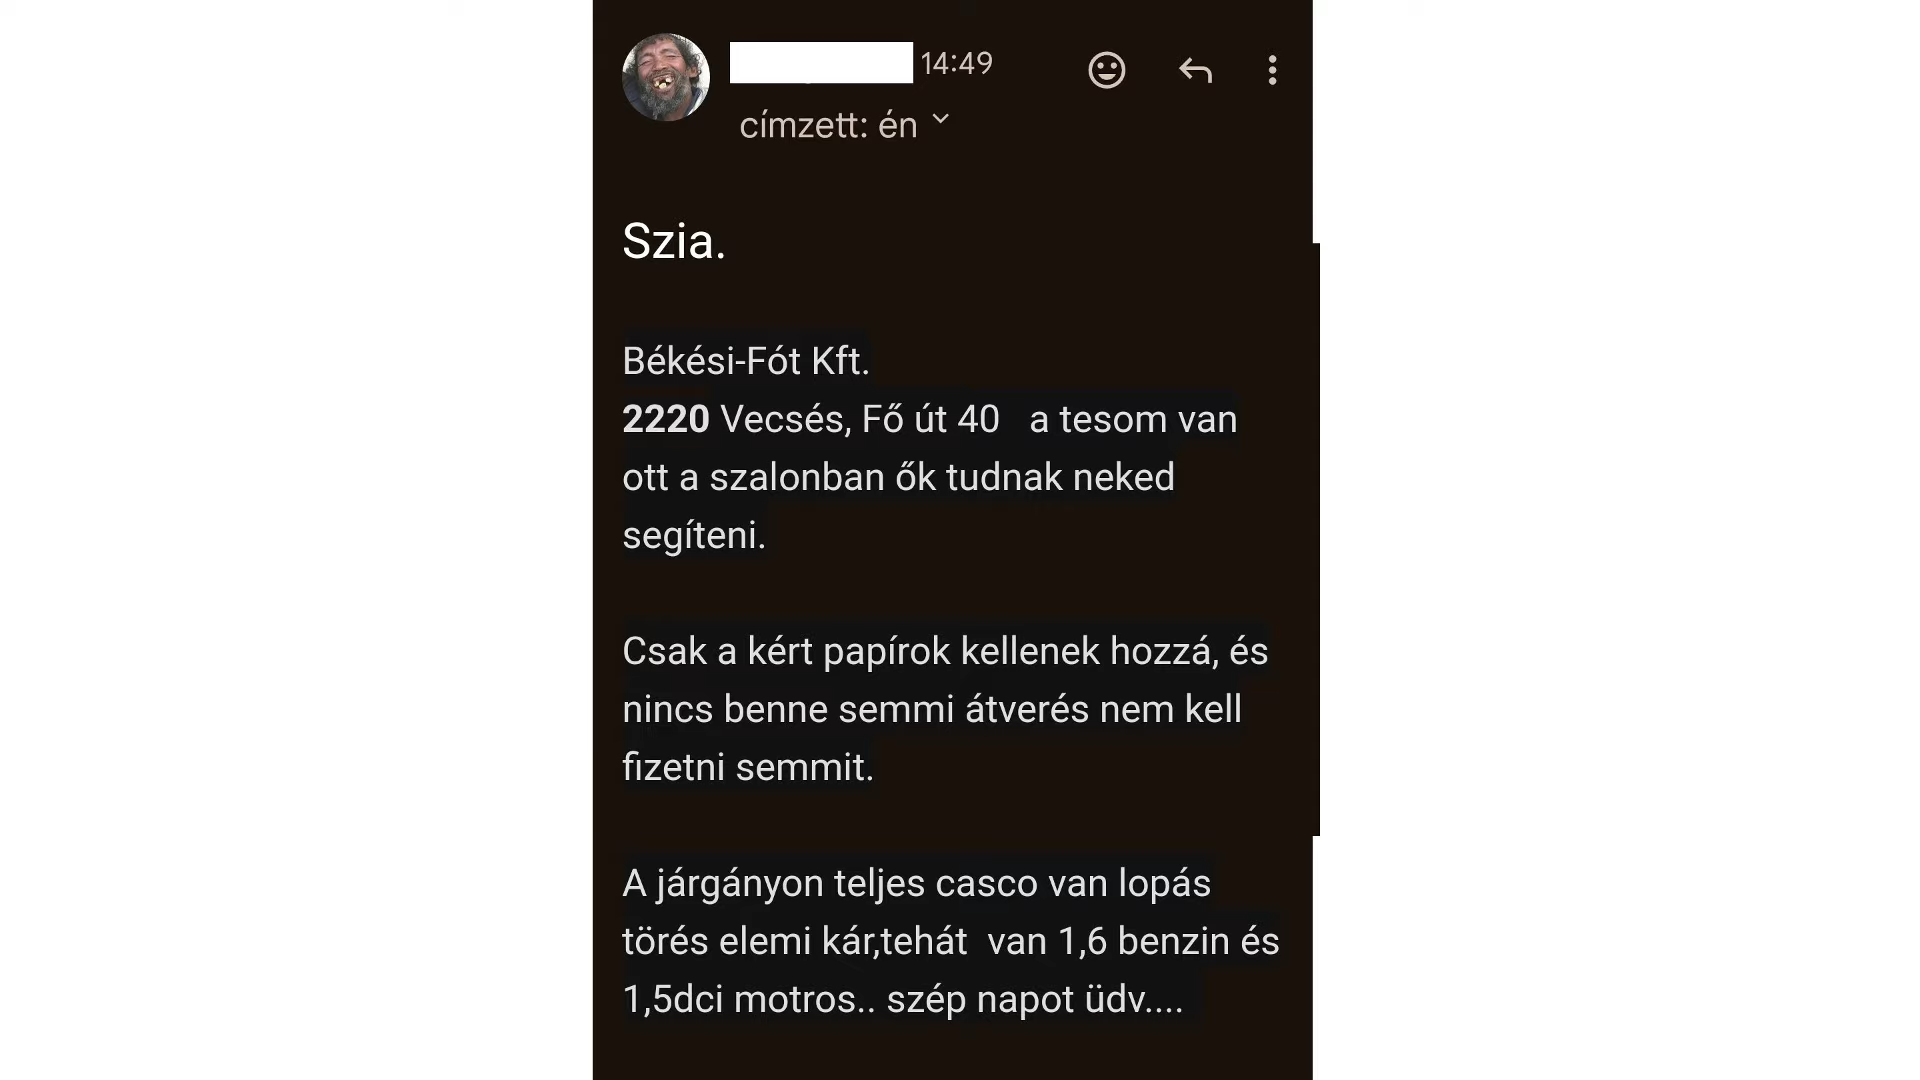 14:49
címzett: én
Szia.
Békési-Fót Kft.
2220 Vecsés, Fő út 40   a tesom van
ott a szalonban ők tudnak neked
segíteni.
Csak a kért papírok kellenek hozzá, és
nincs benne semmi átverés nem kell
fizetni semmit.
A járgányon teljes casco van lopás
törés elemi kár,tehát  van 1,6 benzin és
1,5dci motros.. szép napot üdv....